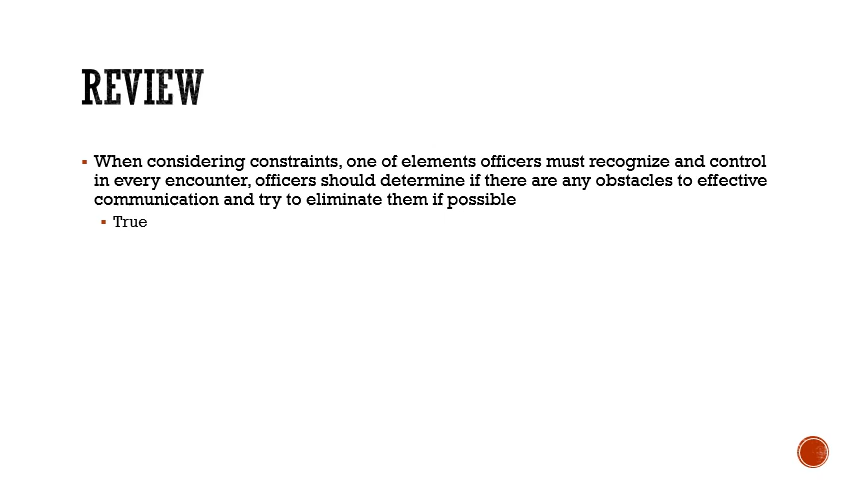 REVIEW
When considering constraints, one of elements officers must recognize and control
in every encounter, officers should determine if there are any obstacles to effective
communication and try to eliminate them if possible
True